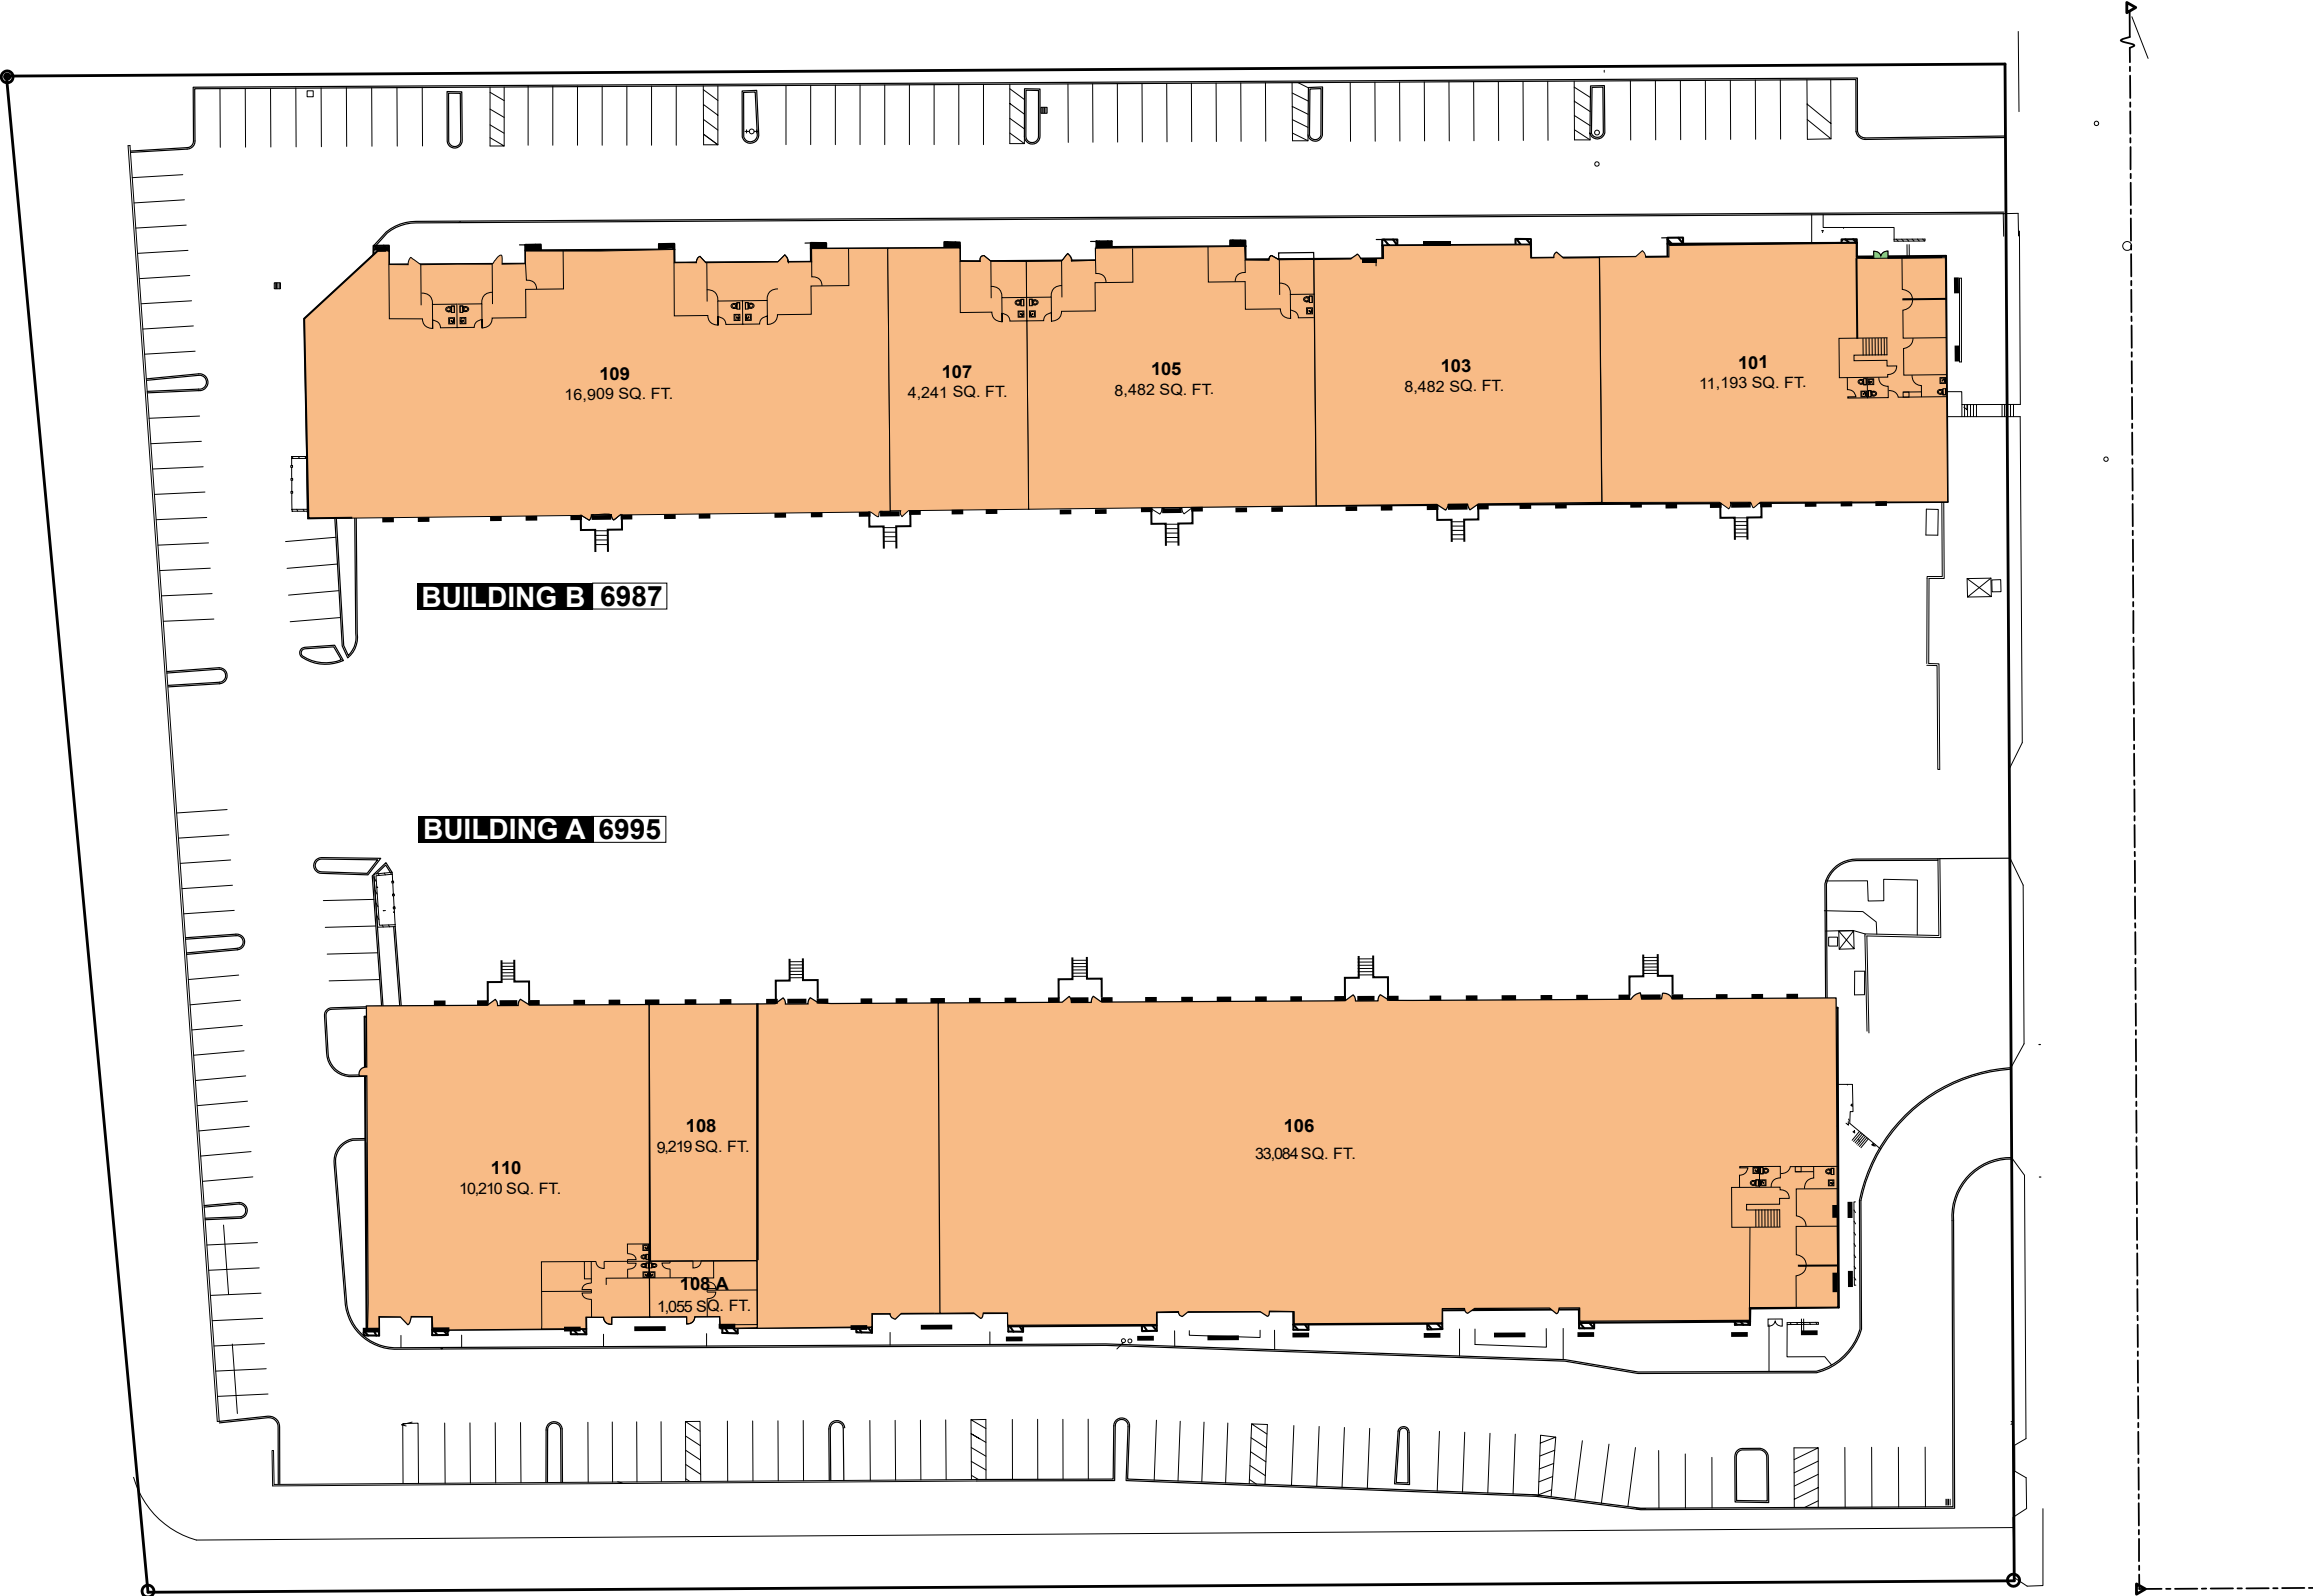 109
16,909 SQ. FT.
107
4,241 SQ. FT.
105
8,482 SQ. FT.
103
8,482 SQ. FT.
101
11,193 SQ. FT.
BUILDING B 6987
BUILDING A 6995
110
10,210 SQ. FT.
108
9,219 SQ. FT.
108 A
1,055 SQ. FT.
106
33,084 SQ. FT.